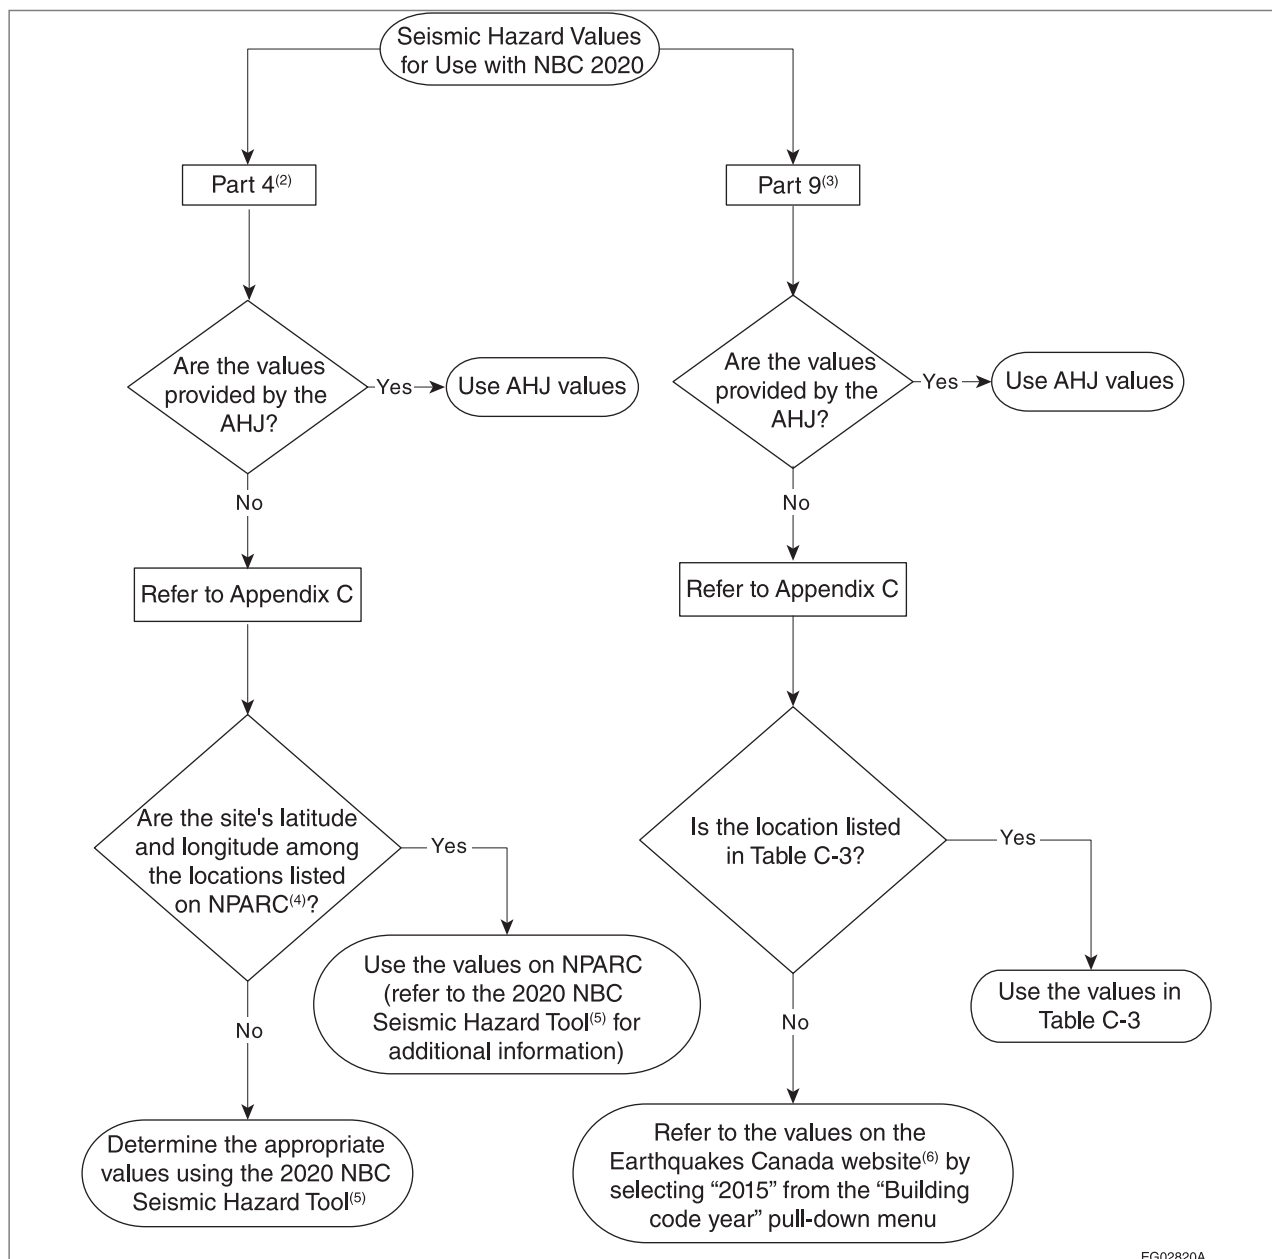 Seismic Hazard Values
for Use with NBC 2020
Part 4(2)
Part 9(3)
Are the values
provided by the
AHJ?
Yes
Use AHJ values
Are the values
provided by the
AHJ?
Yes
Use AHJ values
No
No
Refer to Appendix C
Refer to Appendix C
Are the site's latitude
and longitude among
the locations listed
on NPARC(4)?
Yes
Is the location listed
in Table C-3?
Yes
Use the values on NPARC
(refer to the 2020 NBC
Seismic Hazard Tool(5) for
additional information)
Use the values in
Table C-3
No
No
Determine the appropriate
values using the 2020 NBC
Seismic Hazard Tool(5)
Refer to the values on the
Earthquakes Canada website(6) by
selecting “2015” from the “Building
code year” pull-down menu
EG02820A